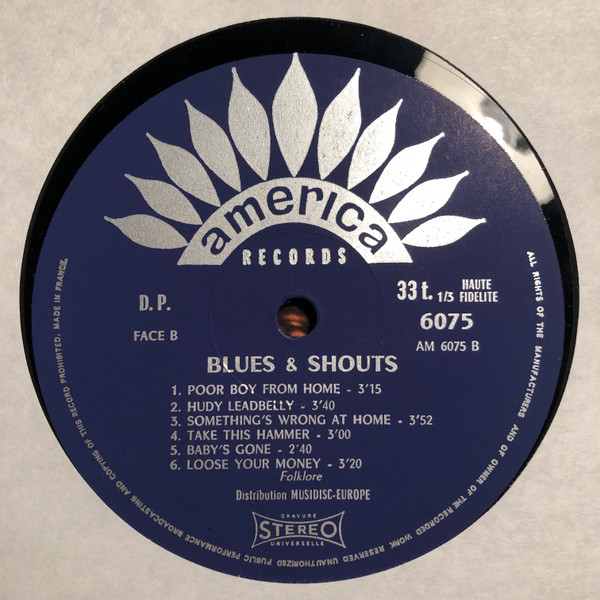 america
RECORDS
D.P.
FACE B
33 t. 1/3 HAUTE FIDELITE
6075
AM 6075 B
BLUES & SHOUTS
1. POOR BOY FROM HOME - 3'15
2. HUDY LEADBELLY - 3'40
3. SOMETHING'S WRONG AT HOME - 3'52
4. TAKE THIS HAMMER - 3'00
5. BABY'S GONE - 2'40
6. LOOSE YOUR MONEY - 3'20
Folklore
Distribution MUSIDISC-EUROPE
GRAVURE
STEREO
UNIVERSELLE
ALL RIGHTS OF THE MANUFACTURERS AND OF OWNER OF THE RECORDED WORK RESERVED UNAUTHORIZED PUBLIC PERFORMANCE BROADCASTING AND COPYING OF THIS RECORD PROHIBITED. MADE IN FRANCE.